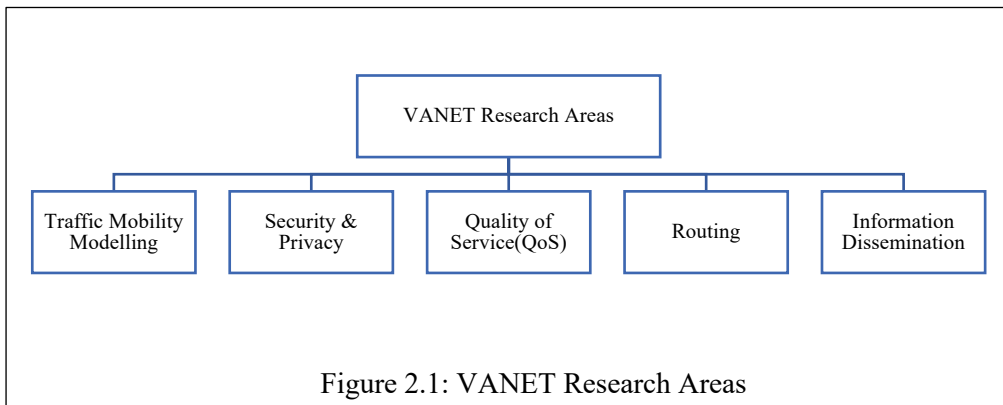 VANET Research Areas
Traffic Mobility
Modelling
Security &
Privacy
Quality of
Service(QoS)
Routing
Information
Dissemination
Figure 2.1: VANET Research Areas